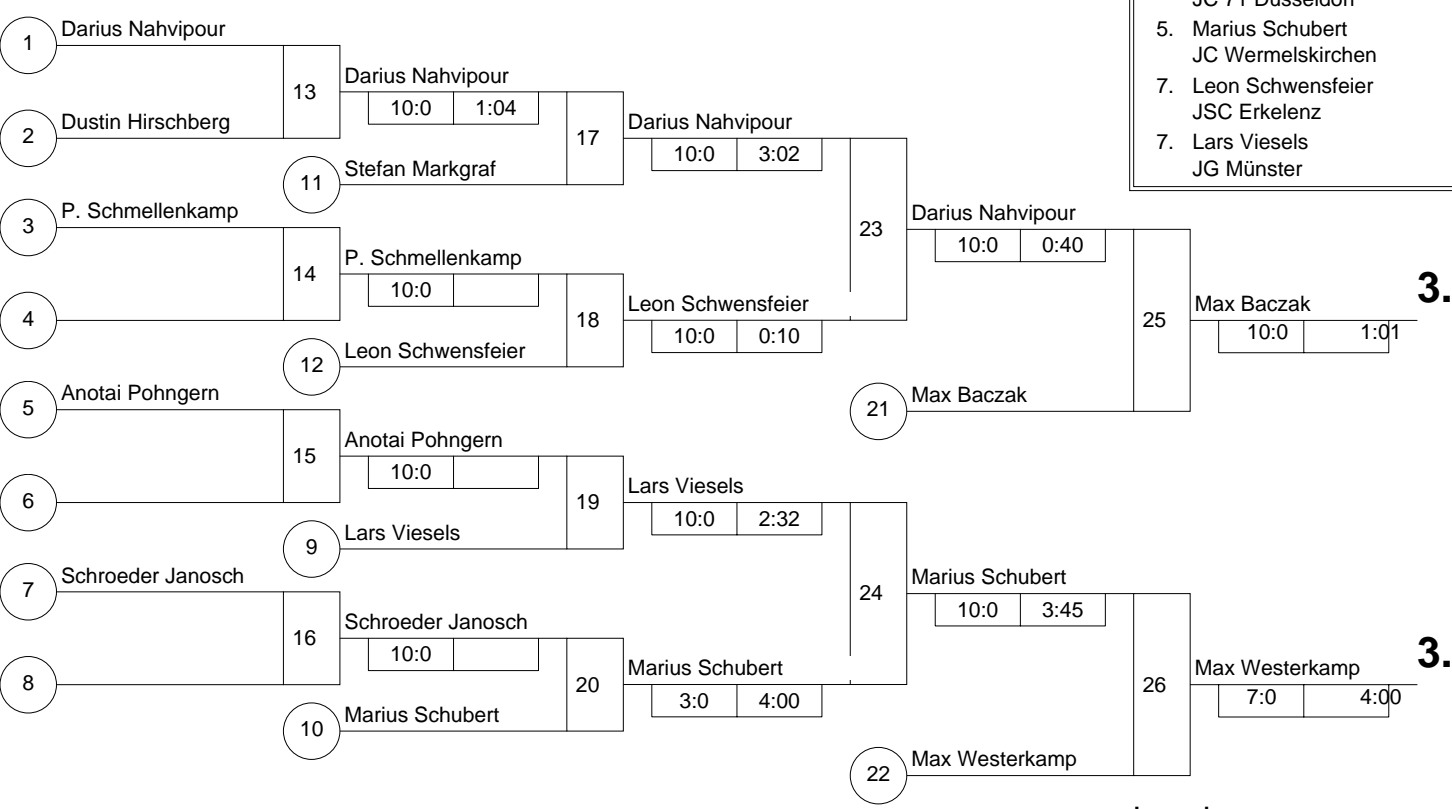 JC 71 Düsseldorf
5. Marius Schubert
JC Wermelskirchen
7. Leon Schwensfeier
JSC Erkelenz
7. Lars Viesels
JG Münster
1 Darius Nahvipour
13
Darius Nahvipour
10:0 1:04
2 Dustin Hirschberg
17
Darius Nahvipour
10:0 3:02
11 Stefan Markgraf
3 P. Schmellenkamp
23
Darius Nahvipour
10:0 0:40
14
P. Schmellenkamp
10:0
4
18
Leon Schwensfeier
10:0 0:10
12 Leon Schwensfeier
25
Max Baczak
10:0 1:01
3.
21 Max Baczak
5 Anotai Pohngern
15
Anotai Pohngern
10:0
6
19
Lars Viesels
10:0 2:32
9 Lars Viesels
7 Schroeder Janosch
24
Marius Schubert
10:0 3:45
16
Schroeder Janosch
10:0
8
20
Marius Schubert
3:0 4:00
10 Marius Schubert
26
Max Westerkamp
7:0 4:00
3.
22 Max Westerkamp